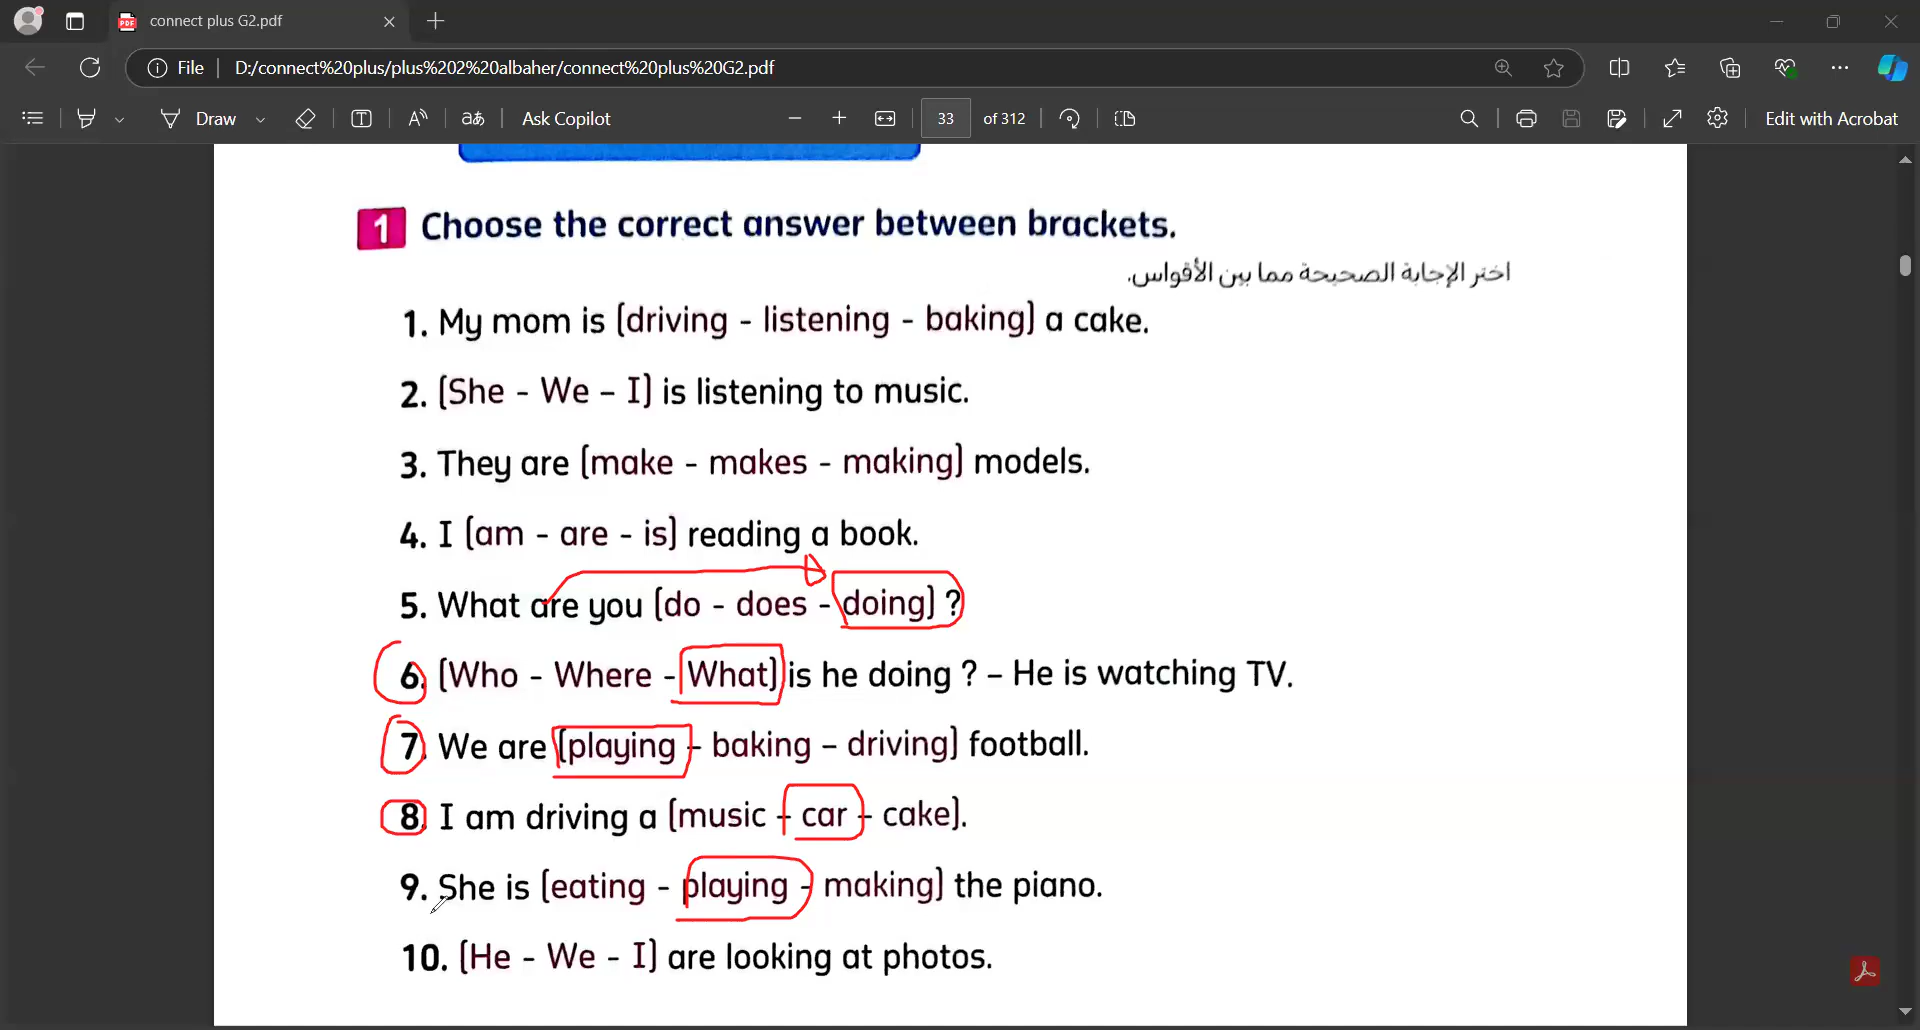 connect plus G2.pdf
File | D:/connect%20plus/plus%202%20albaher/connect%20plus%20G2.pdf
Draw aあ Ask Copilot 33 of 312 Edit with Acrobat
1 Choose the correct answer between brackets.
اختر الإجابة الصحيحة مما بين الأقواس.
1. My mom is (driving - listening - baking) a cake.
2. (She - We – I) is listening to music.
3. They are (make - makes - making) models.
4. I (am - are - is) reading a book.
5. What are you (do - does - doing) ?
6. (Who - Where - What) is he doing ? – He is watching TV.
7. We are (playing - baking – driving) football.
8. I am driving a (music - car - cake).
9. She is (eating - playing - making) the piano.
10. (He - We - I) are looking at photos.